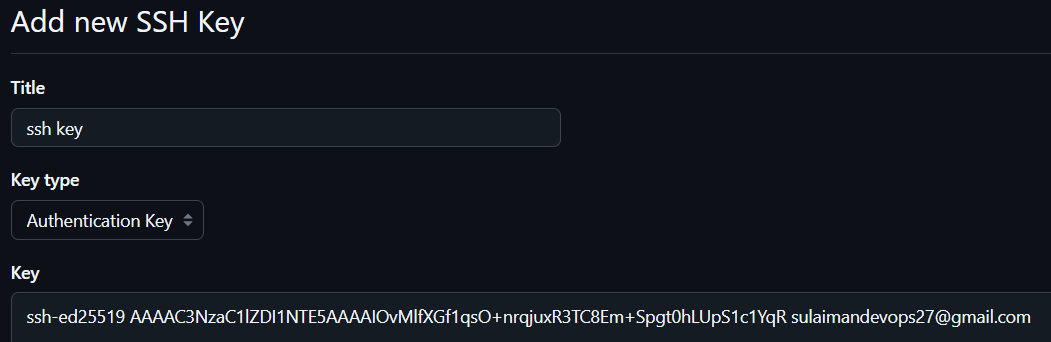 Add new SSH Key
Title
ssh key
Key type
Authentication Key
Key
ssh-ed25519 AAAAC3NzaC1lZDI1NTE5AAAAIOvMlfXGf1qsO+nrqjuxR3TC8Em+Spgt0hLUpS1c1YqR sulaimandevops27@gmail.com